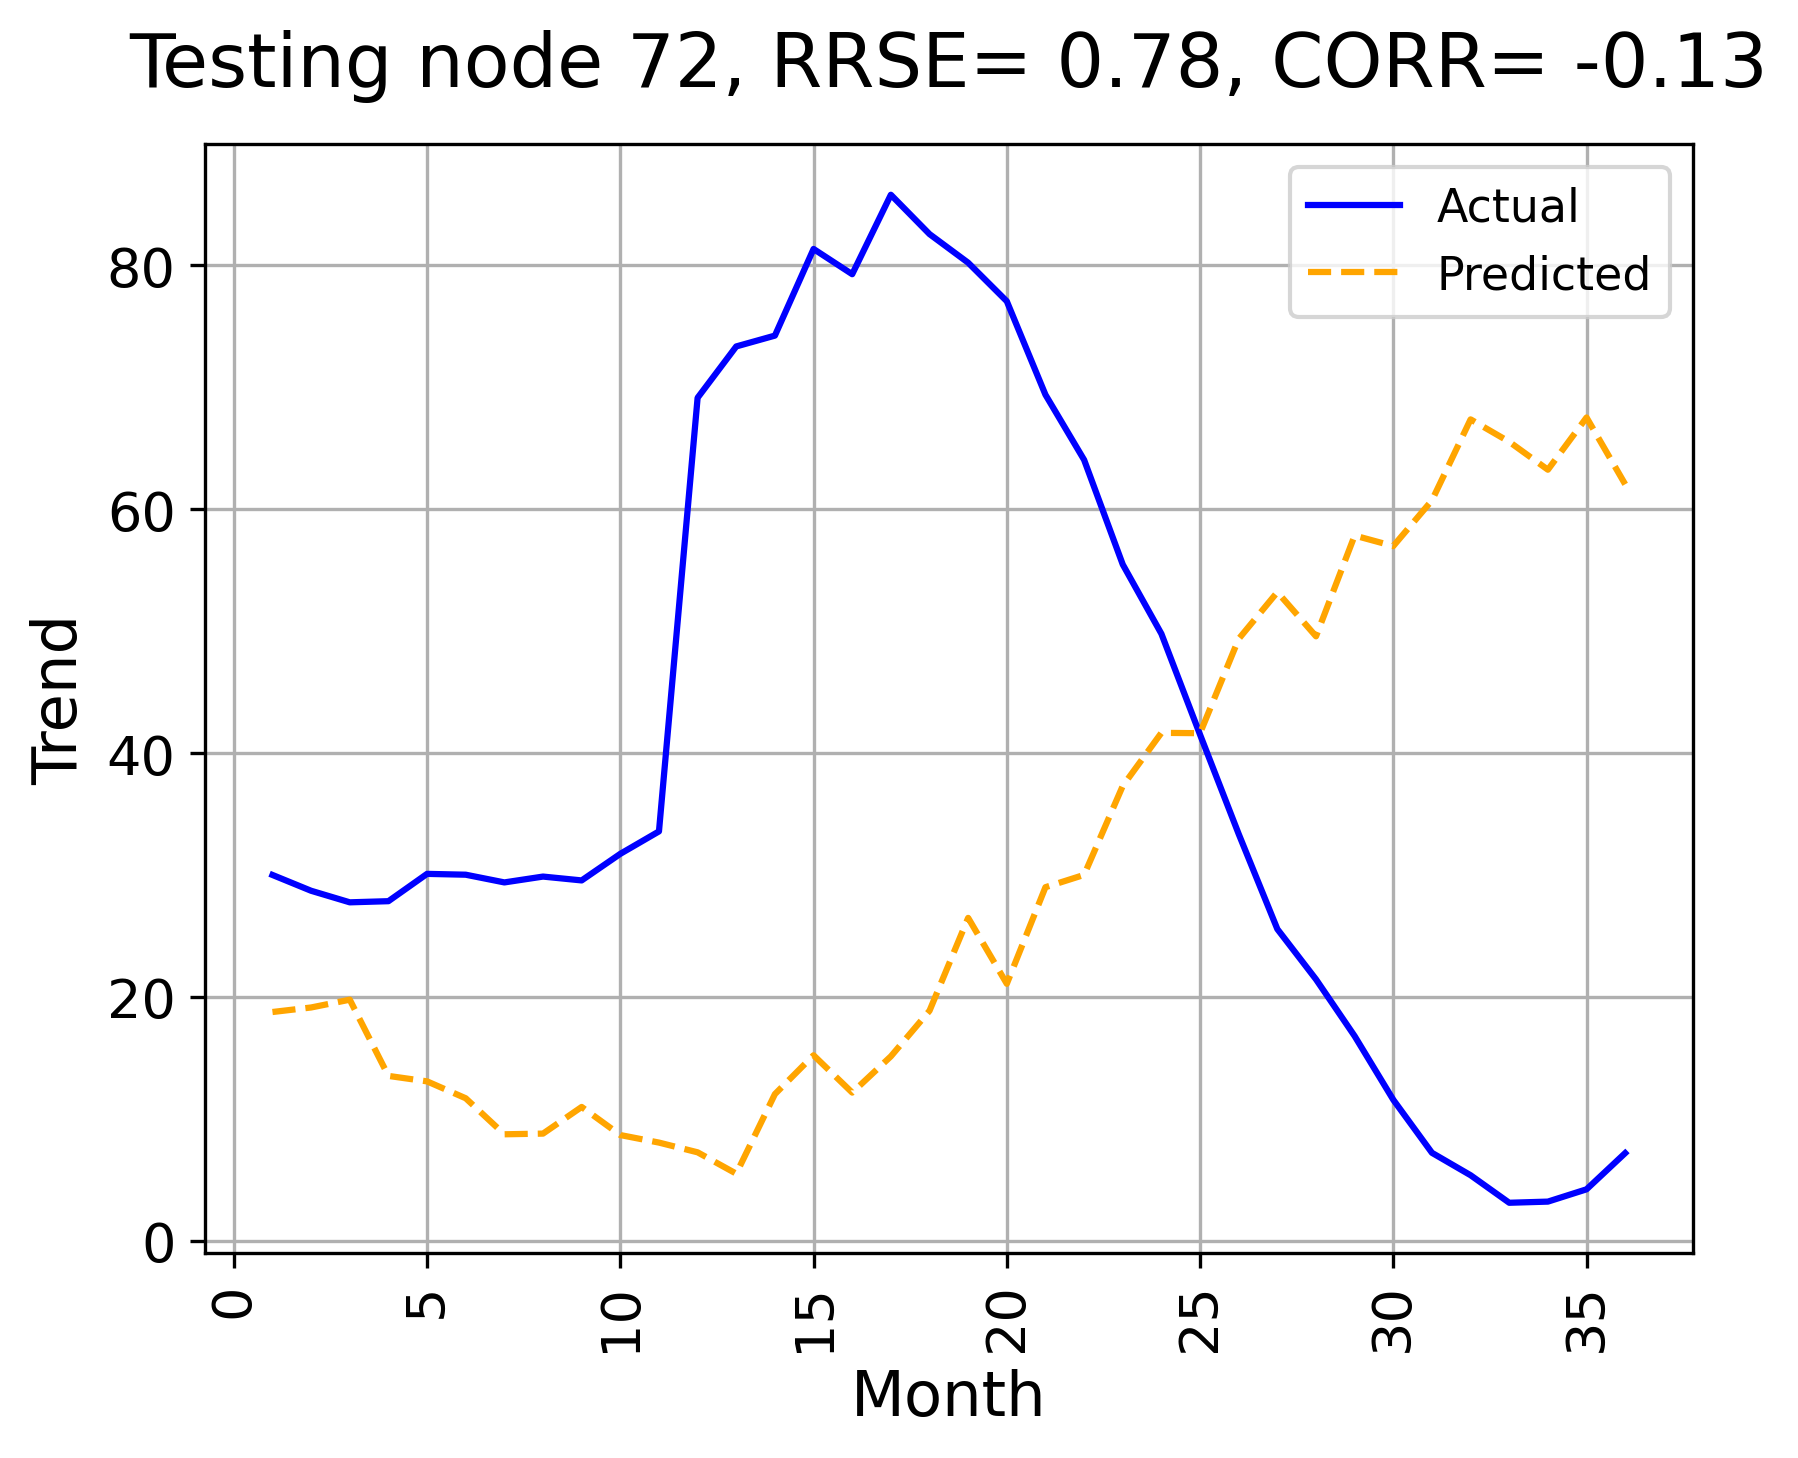 Testing node 72, RRSE= 0.78, CORR= -0.13
Actual
Predicted
Trend
80
60
40
20
0
0 5 10 15 20 25 30 35
Month